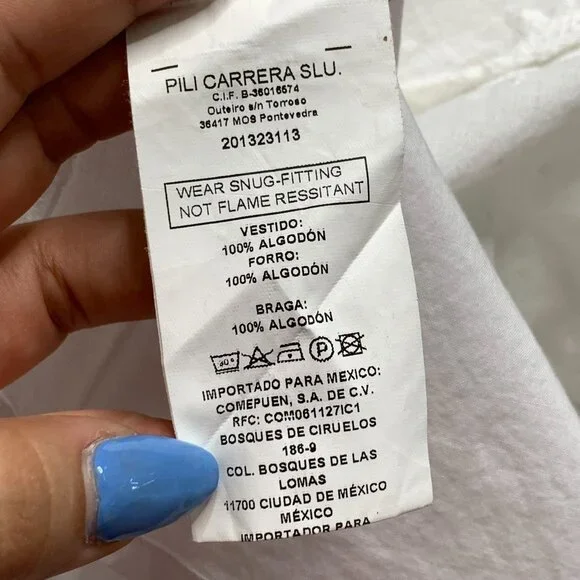 PILI CARRERA SLU.
C.I.F. B-36016574
Outeiro s/n Torroso
36417 MOS Pontevedra
201323113
WEAR SNUG-FITTING
NOT FLAME RESSITANT
VESTIDO:
100% ALGODÓN
FORRO:
100% ALGODÓN
BRAGA:
100% ALGODÓN
P
IMPORTADO PARA MEXICO:
COMEPUEN, S.A. DE C.V.
RFC: COM061127IC1
BOSQUES DE CIRUELOS
186-9
COL. BOSQUES DE LAS
LOMAS
11700 CIUDAD DE MÉXICO
MÉXICO
IMPORTADOR PARA